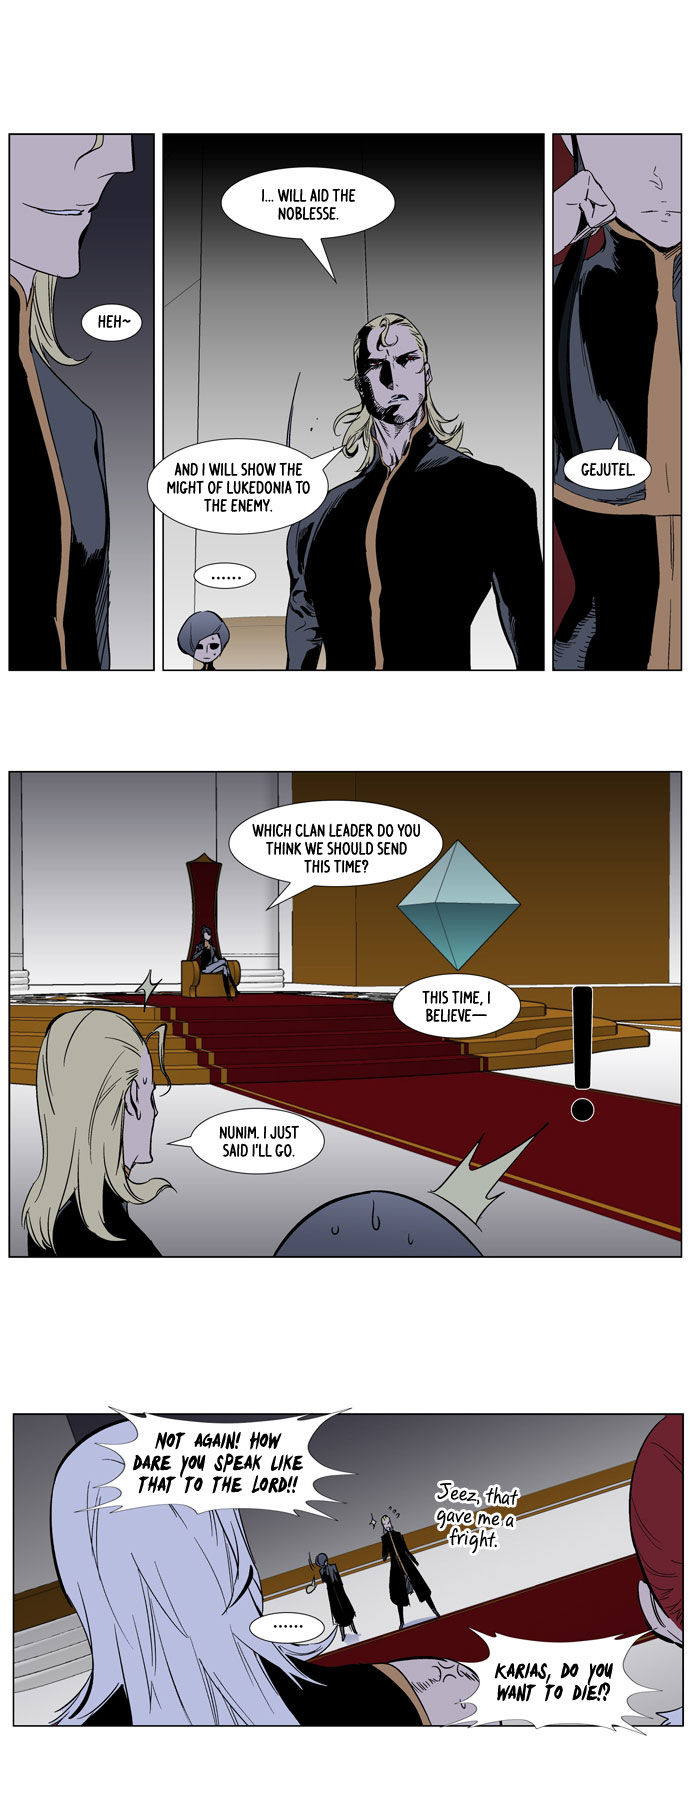 HEH~
I... WILL AID THE
NOBLESSE.
AND I WILL SHOW THE
MIGHT OF LUKEDONIA TO
THE ENEMY.
......
GEJUTEL.
WHICH CLAN LEADER DO YOU
THINK WE SHOULD SEND
THIS TIME?
THIS TIME, I
BELIEVE—
!
NUNIM. I JUST
SAID I'LL GO.
NOT AGAIN! HOW
DARE YOU SPEAK LIKE
THAT TO THE LORD!!
Jeez, that
gave me a
fright.
......
KARIAS, DO YOU
WANT TO DIE!?